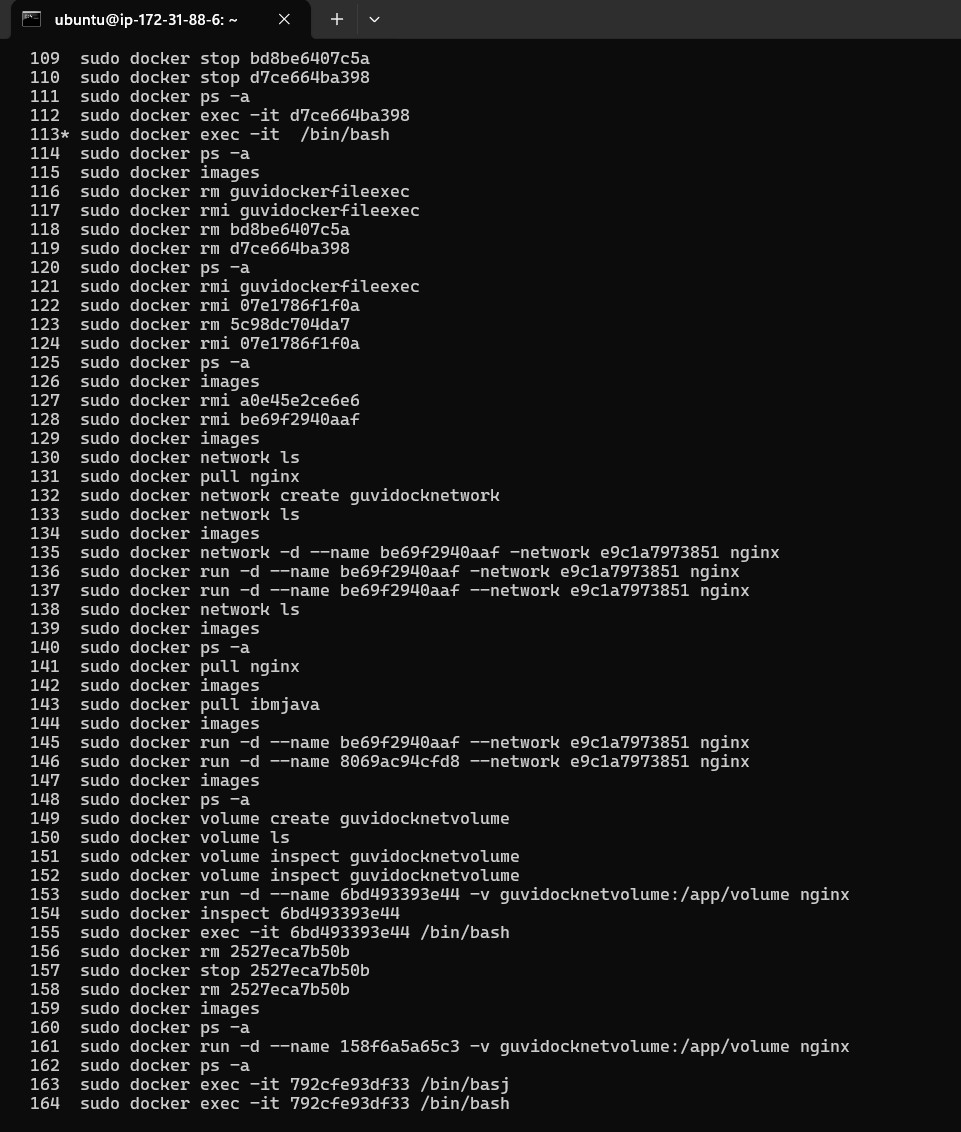 ubuntu@ip-172-31-88-6: ~
109 sudo docker stop bd8be6407c5a
110 sudo docker stop d7ce664ba398
111 sudo docker ps -a
112 sudo docker exec -it d7ce664ba398
113* sudo docker exec -it  /bin/bash
114 sudo docker ps -a
115 sudo docker images
116 sudo docker rm guvidockerfileexec
117 sudo docker rmi guvidockerfileexec
118 sudo docker rm bd8be6407c5a
119 sudo docker rm d7ce664ba398
120 sudo docker ps -a
121 sudo docker rmi guvidockerfileexec
122 sudo docker rmi 07e1786f1f0a
123 sudo docker rm 5c98dc704da7
124 sudo docker rmi 07e1786f1f0a
125 sudo docker ps -a
126 sudo docker images
127 sudo docker rmi a0e45e2ce6e6
128 sudo docker rmi be69f2940aaf
129 sudo docker images
130 sudo docker network ls
131 sudo docker pull nginx
132 sudo docker network create guvidocknetwork
133 sudo docker network ls
134 sudo docker images
135 sudo docker network -d --name be69f2940aaf -network e9c1a7973851 nginx
136 sudo docker run -d --name be69f2940aaf -network e9c1a7973851 nginx
137 sudo docker run -d --name be69f2940aaf --network e9c1a7973851 nginx
138 sudo docker network ls
139 sudo docker images
140 sudo docker ps -a
141 sudo docker pull nginx
142 sudo docker images
143 sudo docker pull ibmjava
144 sudo docker images
145 sudo docker run -d --name be69f2940aaf --network e9c1a7973851 nginx
146 sudo docker run -d --name 8069ac94cfd8 --network e9c1a7973851 nginx
147 sudo docker images
148 sudo docker ps -a
149 sudo docker volume create guvidocknetvolume
150 sudo docker volume ls
151 sudo odcker volume inspect guvidocknetvolume
152 sudo docker volume inspect guvidocknetvolume
153 sudo docker run -d --name 6bd493393e44 -v guvidocknetvolume:/app/volume nginx
154 sudo docker inspect 6bd493393e44
155 sudo docker exec -it 6bd493393e44 /bin/bash
156 sudo docker rm 2527eca7b50b
157 sudo docker stop 2527eca7b50b
158 sudo docker rm 2527eca7b50b
159 sudo docker images
160 sudo docker ps -a
161 sudo docker run -d --name 158f6a5a65c3 -v guvidocknetvolume:/app/volume nginx
162 sudo docker ps -a
163 sudo docker exec -it 792cfe93df33 /bin/basj
164 sudo docker exec -it 792cfe93df33 /bin/bash